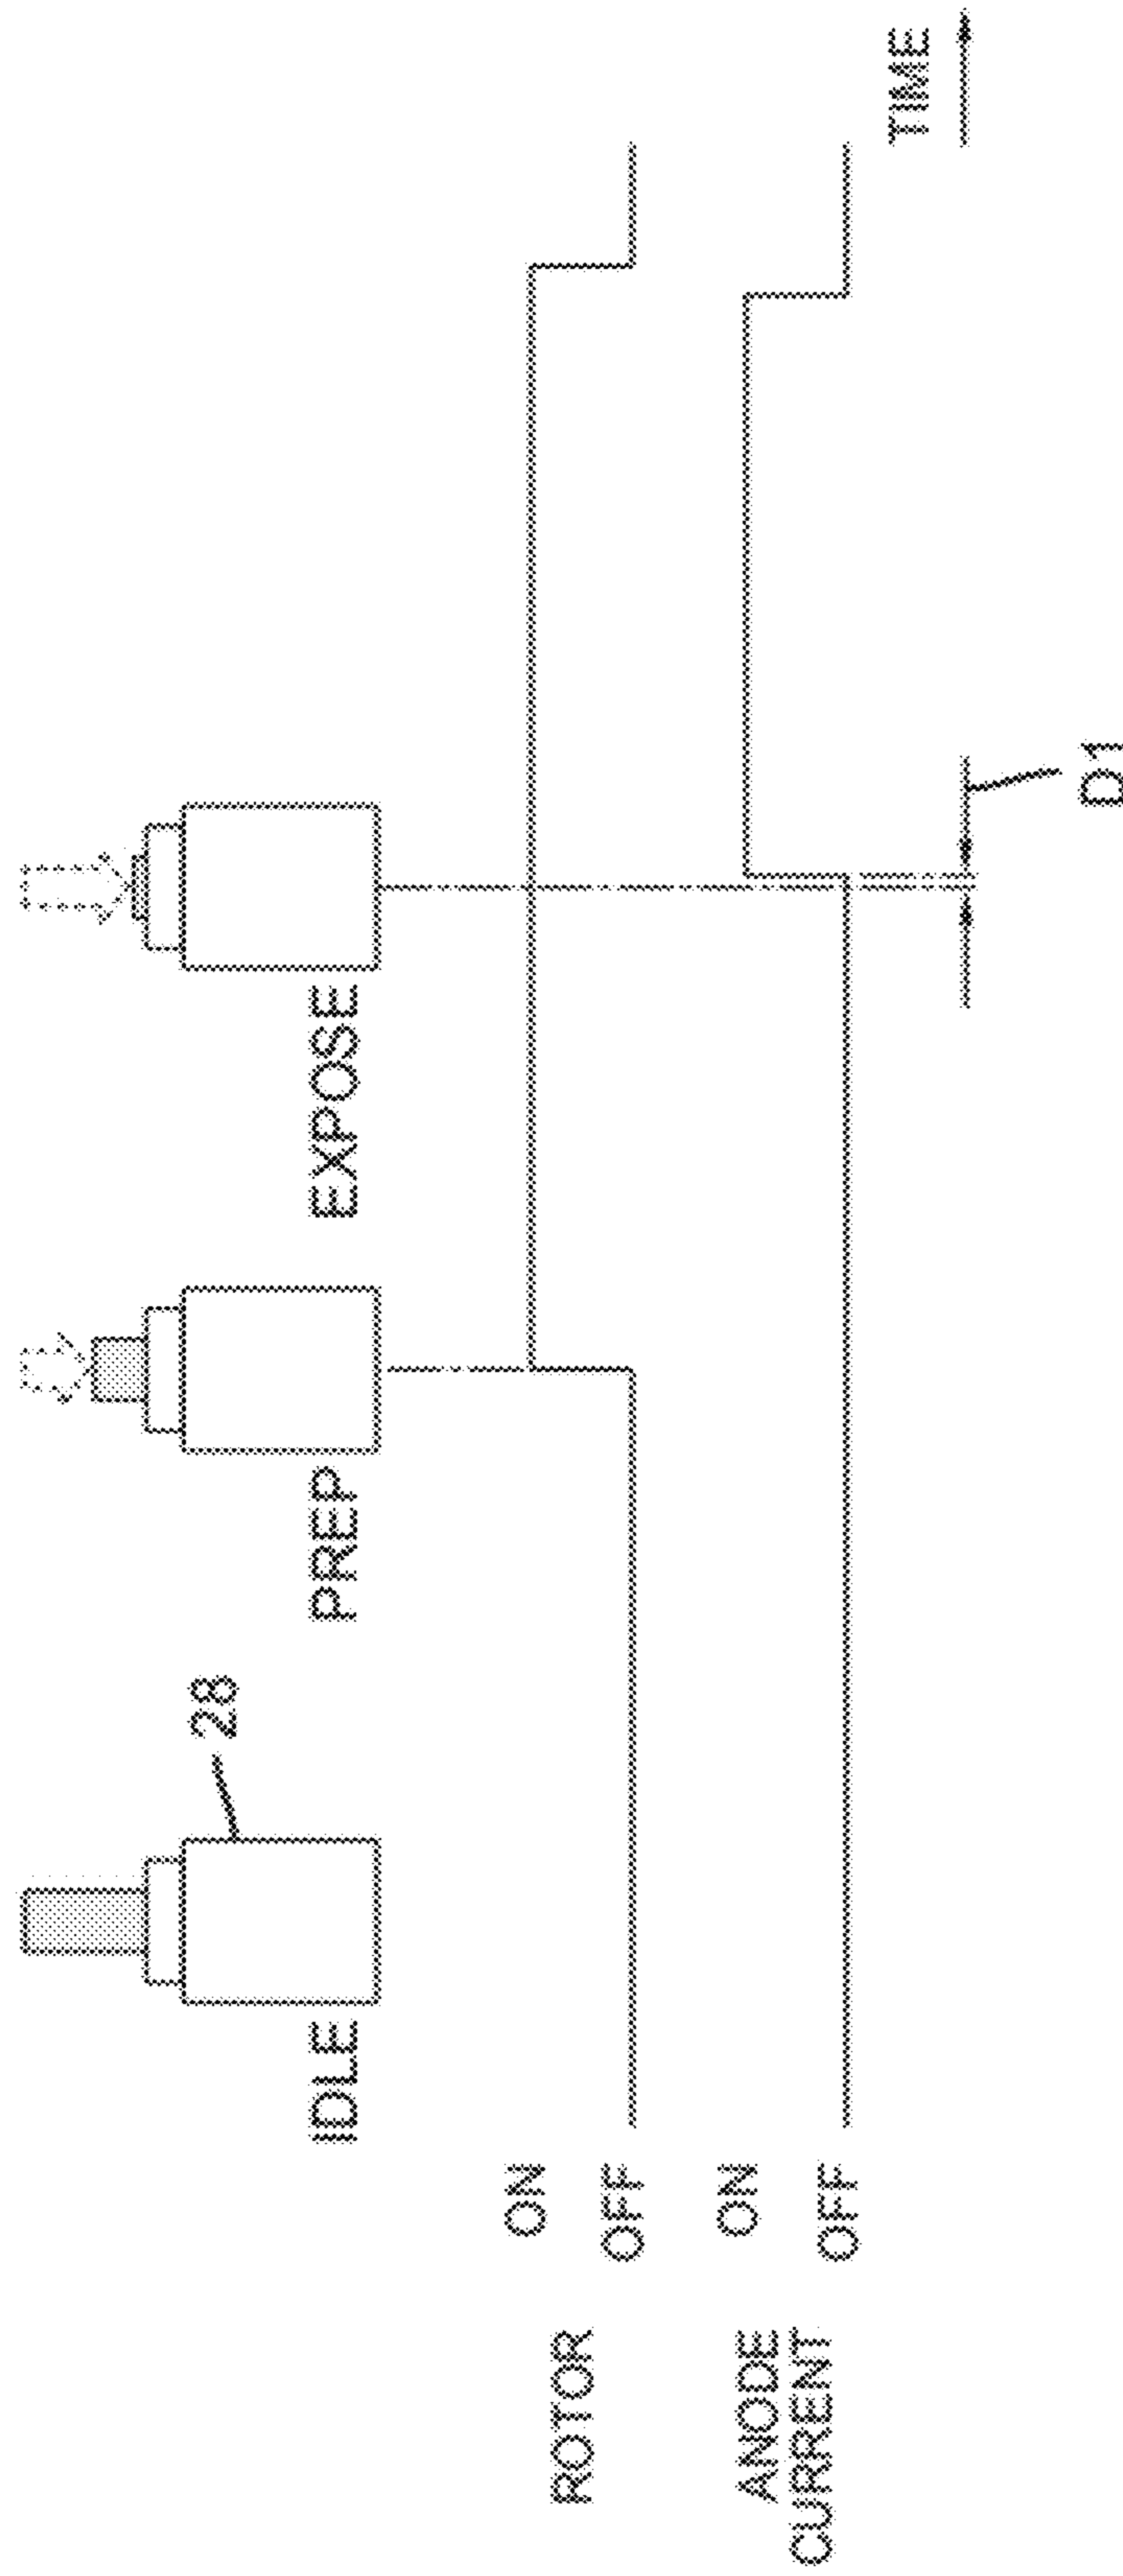 28
IDLE
PREP
EXPOSE
ROTOR
ON
OFF
ANODE
CURRENT
ON
OFF
TIME
D1